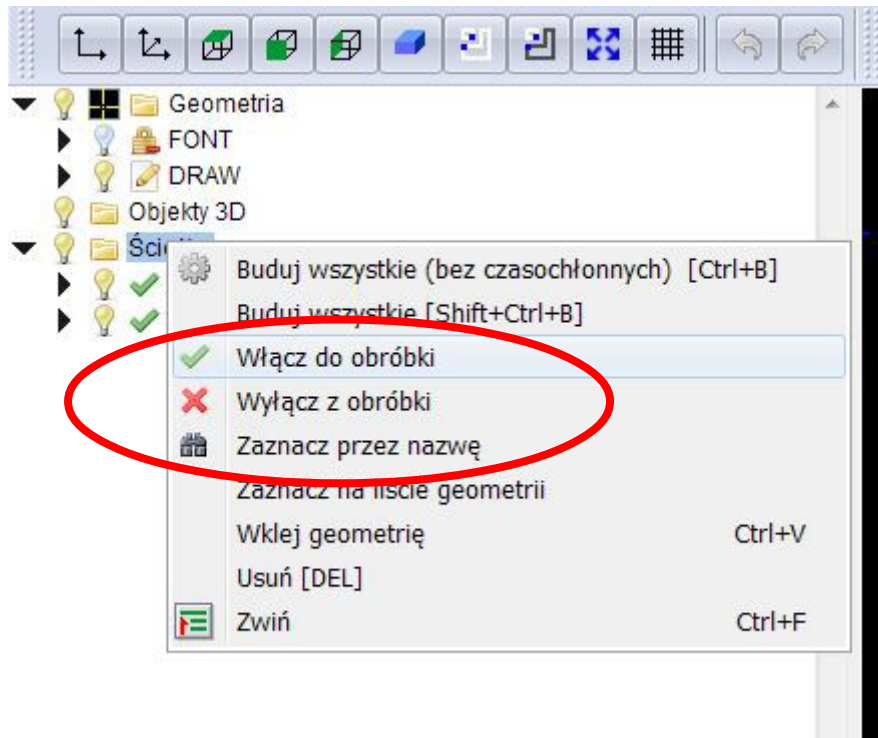 Geometria
FONT
DRAW
Objekty 3D
Buduj wszystkie (bez czasochłonnych) [Ctrl+B]
Buduj wszystkie [Shift+Ctrl+B]
Włącz do obróbki
Wyłącz z obróbki
Zaznacz przez nazwę
Zaznacz na liście geometrii
Wklej geometrię Ctrl+V
Usuń [DEL]
Zwiń Ctrl+F